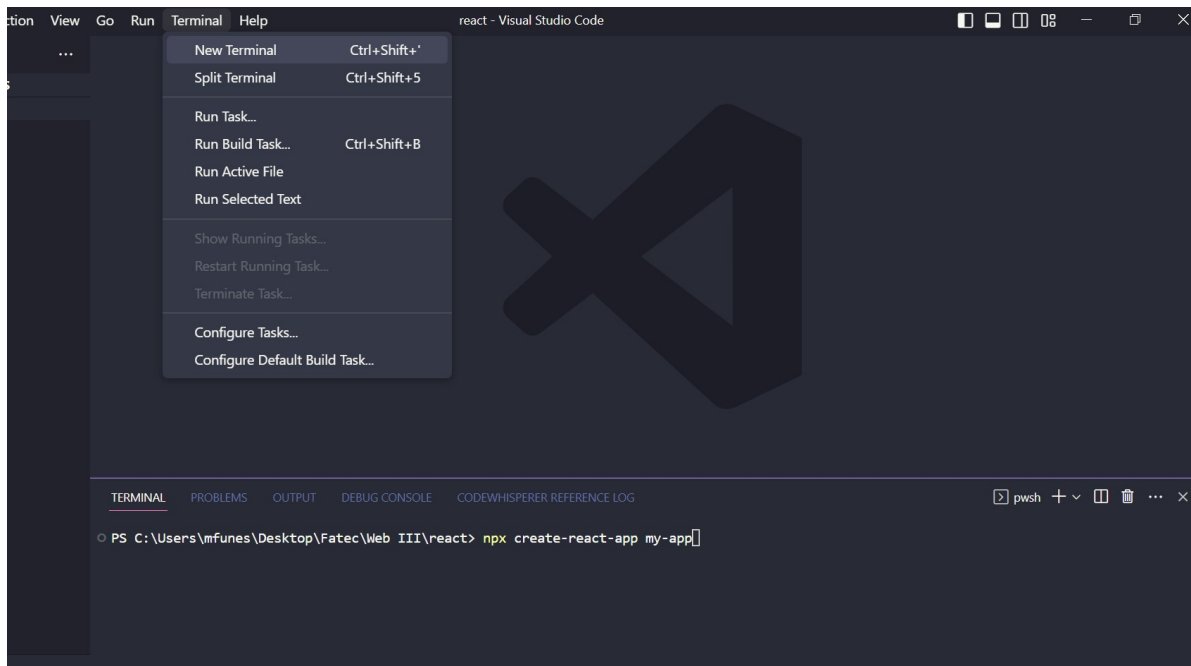 ction View Go Run Terminal Help react - Visual Studio Code
New Terminal Ctrl+Shift+'
Split Terminal Ctrl+Shift+5
Run Task...
Run Build Task... Ctrl+Shift+B
Run Active File
Run Selected Text
Show Running Tasks...
Restart Running Task...
Terminate Task...
Configure Tasks...
Configure Default Build Task...
TERMINAL PROBLEMS OUTPUT DEBUG CONSOLE CODEWHISPERER REFERENCE LOG pwsh
PS C:\Users\mfunes\Desktop\Fatec\Web III\react> npx create-react-app my-app